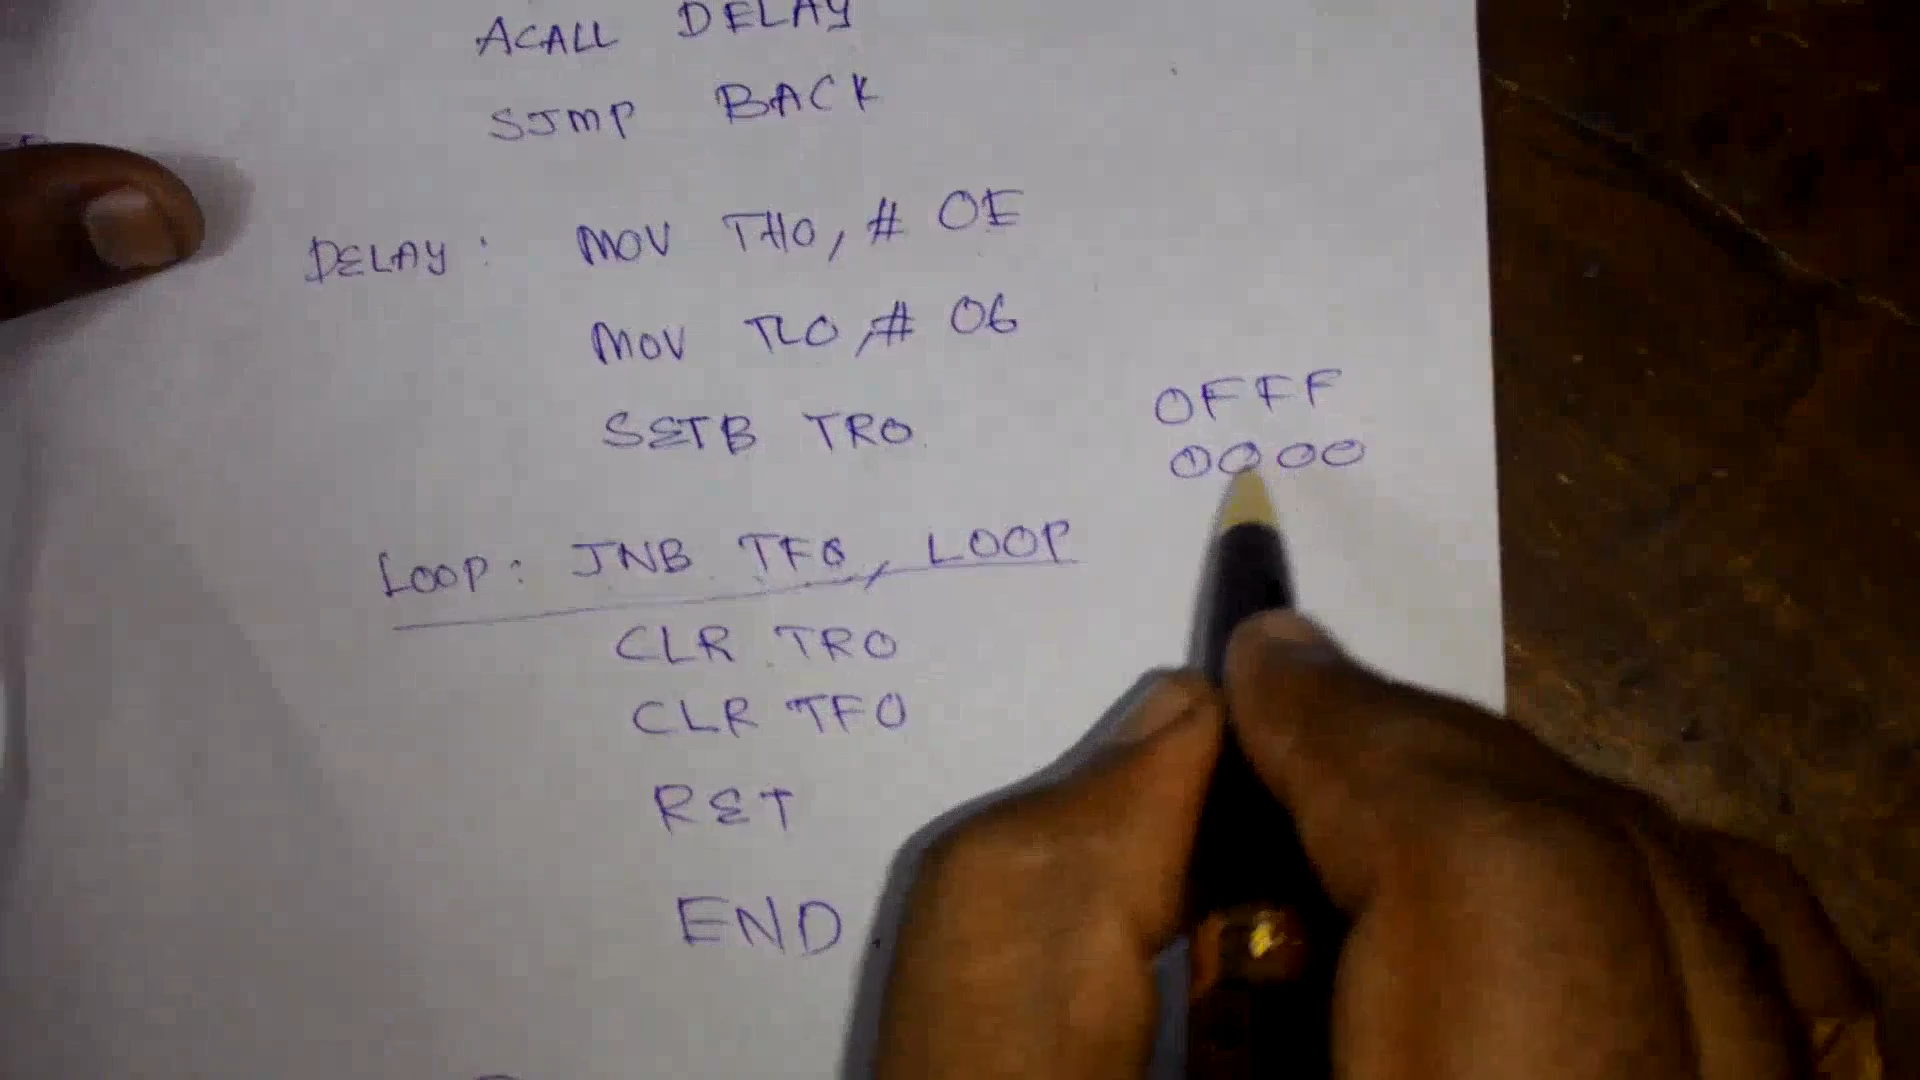 ACALL DELAY
SJMP BACK
DELAY: MOV TH0, # 0E
MOV TL0, # 06
SETB TR0
0FFF
0000
LOOP: JNB TF0, LOOP
CLR TR0
CLR TF0
RET
END.